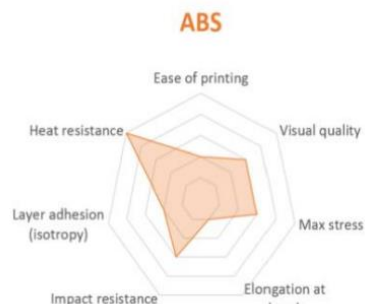 ABS
Ease of printing
Heat resistance
Visual quality
Layer adhesion
(isotropy)
Max stress
Impact resistance
Elongation at